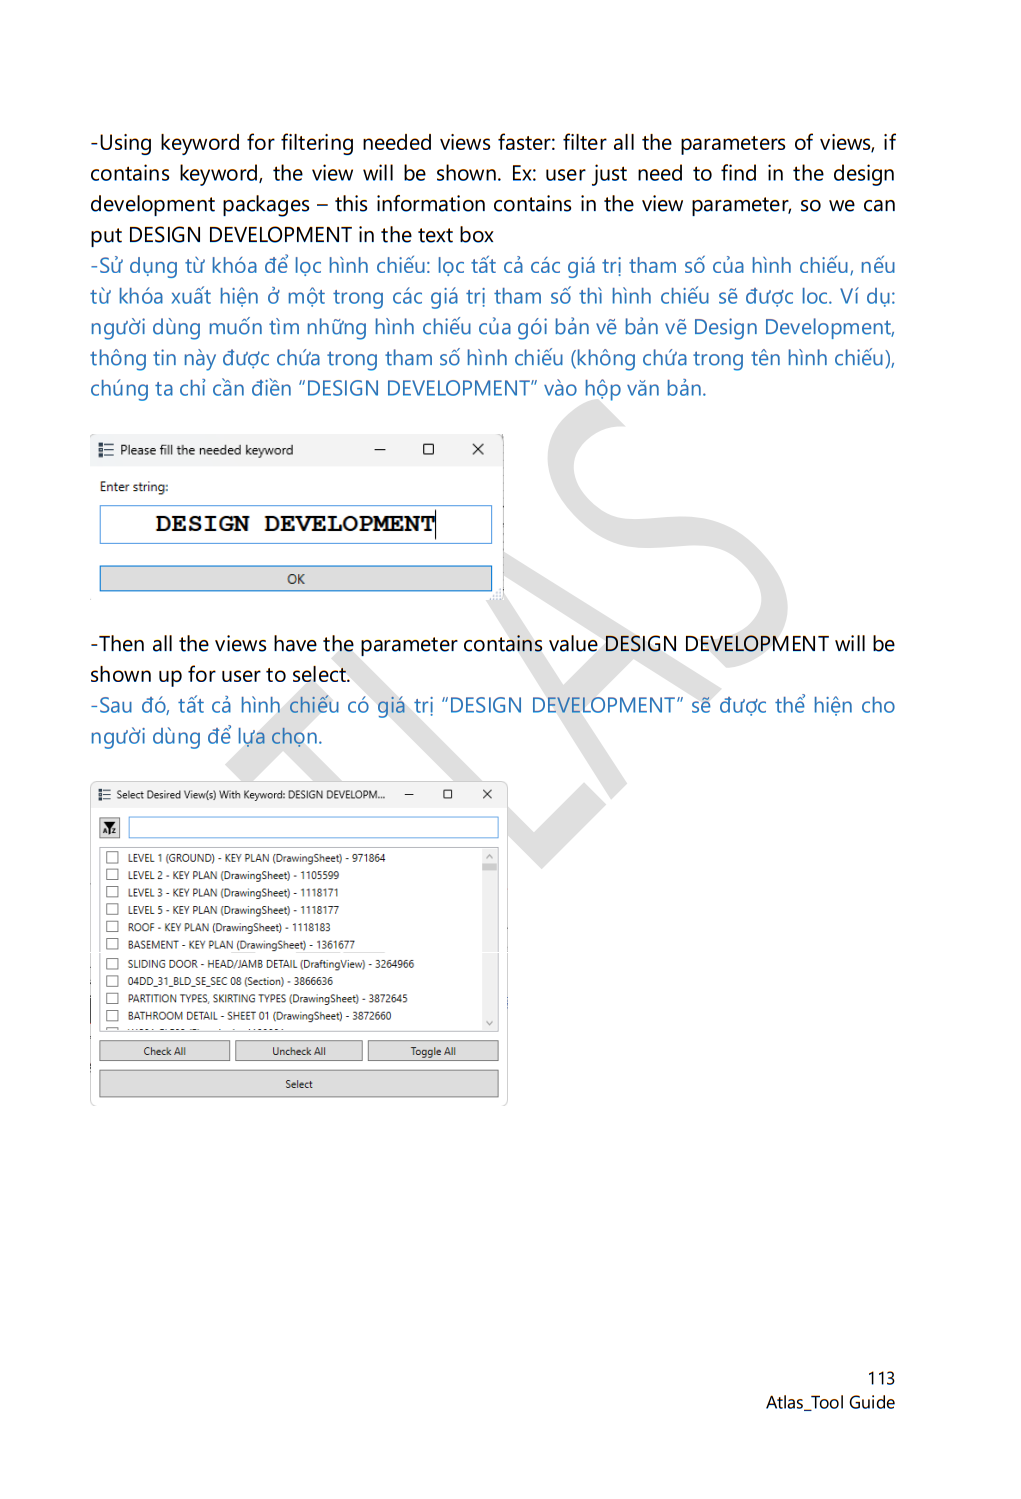 -Using keyword for filtering needed views faster: filter all the parameters of views, if
contains keyword, the view will be shown. Ex: user just need to find in the design
development packages – this information contains in the view parameter, so we can
put DESIGN DEVELOPMENT in the text box
-Sử dụng từ khóa để lọc hình chiếu: lọc tất cả các giá trị tham số của hình chiếu, nếu
từ khóa xuất hiện ở một trong các giá trị tham số thì hình chiếu sẽ được loc. Ví dụ:
người dùng muốn tìm những hình chiếu của gói bản vẽ bản vẽ Design Development,
thông tin này được chứa trong tham số hình chiếu (không chứa trong tên hình chiếu),
chúng ta chỉ cần điền “DESIGN DEVELOPMENT” vào hộp văn bản.
Please fill the needed keyword
Enter string:
DESIGN DEVELOPMENT
OK
-Then all the views have the parameter contains value DESIGN DEVELOPMENT will be
shown up for user to select.
-Sau đó, tất cả hình chiếu có giá trị “DESIGN DEVELOPMENT” sẽ được thể hiện cho
người dùng để lựa chọn.
Select Desired View(s) With Keyword: DESIGN DEVELOPM...
LEVEL 1 (GROUND) - KEY PLAN (DrawingSheet) - 971864
LEVEL 2 - KEY PLAN (DrawingSheet) - 1105599
LEVEL 3 - KEY PLAN (DrawingSheet) - 1118171
LEVEL 5 - KEY PLAN (DrawingSheet) - 1118177
ROOF - KEY PLAN (DrawingSheet) - 1118183
BASEMENT - KEY PLAN (DrawingSheet) - 1361677
SLIDING DOOR - HEAD/JAMB DETAIL (DraftingView) - 3264966
04DD_31_BLD_SE_SEC 08 (Section) - 3866636
PARTITION TYPES, SKIRTING TYPES (DrawingSheet) - 3872645
BATHROOM DETAIL - SHEET 01 (DrawingSheet) - 3872660
Check All Uncheck All Toggle All
Select
ATLAS
113
Atlas_Tool Guide